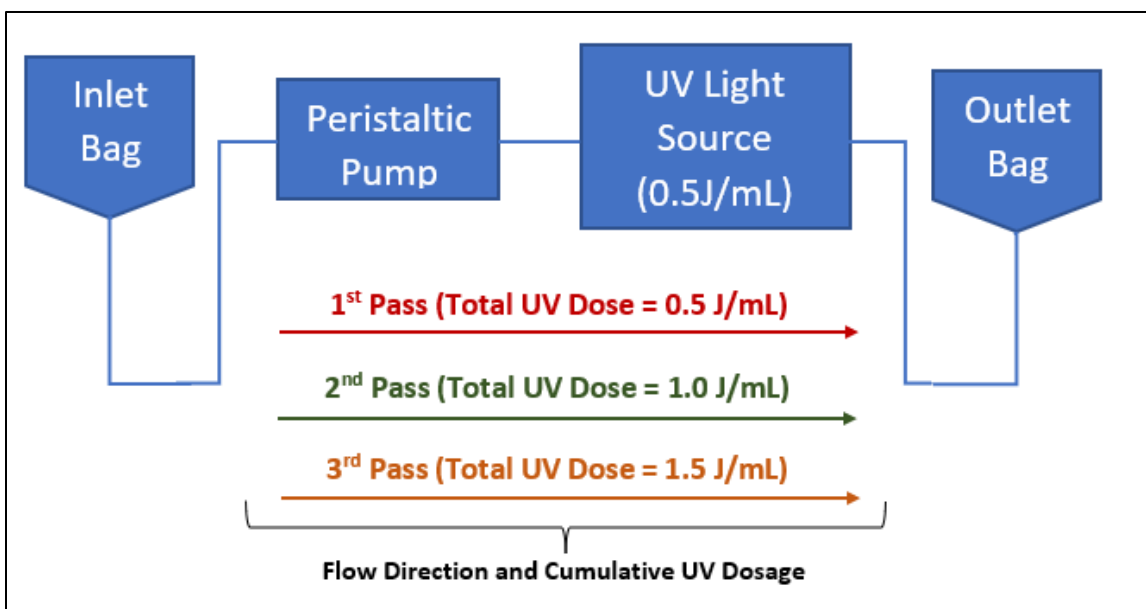 Inlet
Bag
Peristaltic
Pump
UV Light
Source
(0.5J/mL)
Outlet
Bag
1st Pass (Total UV Dose = 0.5 J/mL)
2nd Pass (Total UV Dose = 1.0 J/mL)
3rd Pass (Total UV Dose = 1.5 J/mL)
Flow Direction and Cumulative UV Dosage